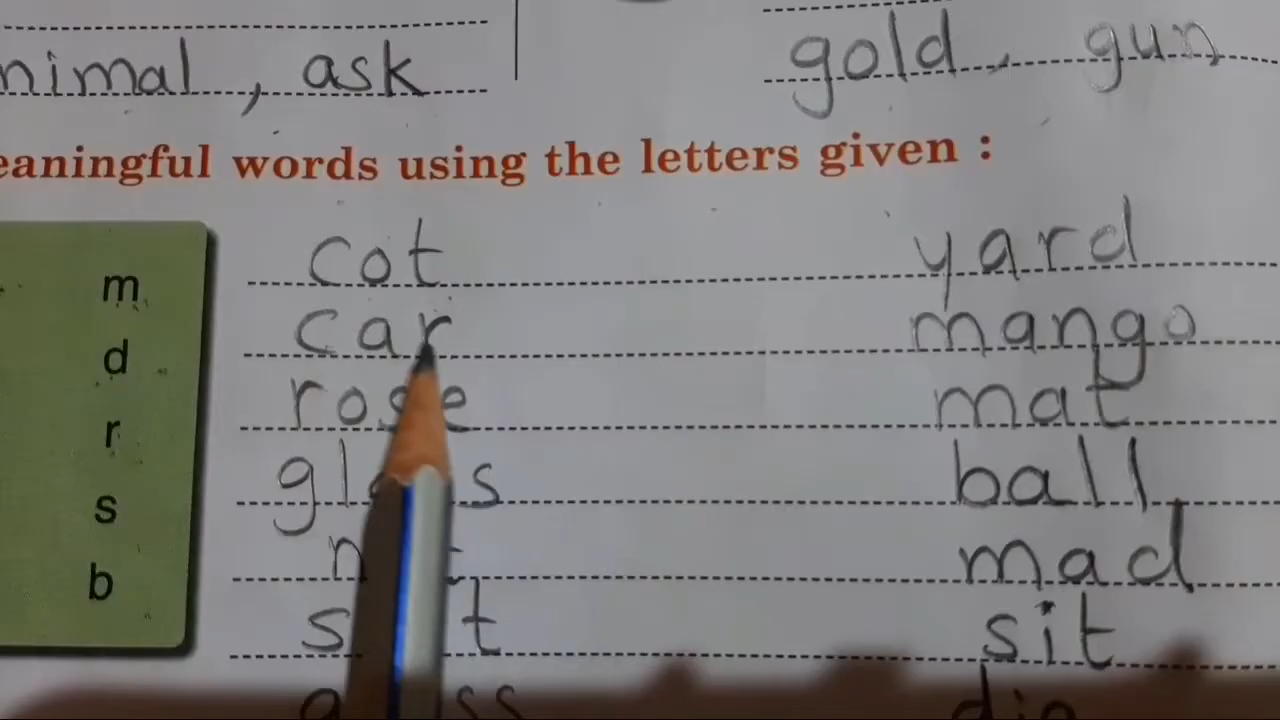 nimal, ask
gold, gun
eaningful words using the letters given :
m
d
r
s
b
cot
car
rose
sit
yard
mango
mat
ball
mad
sit